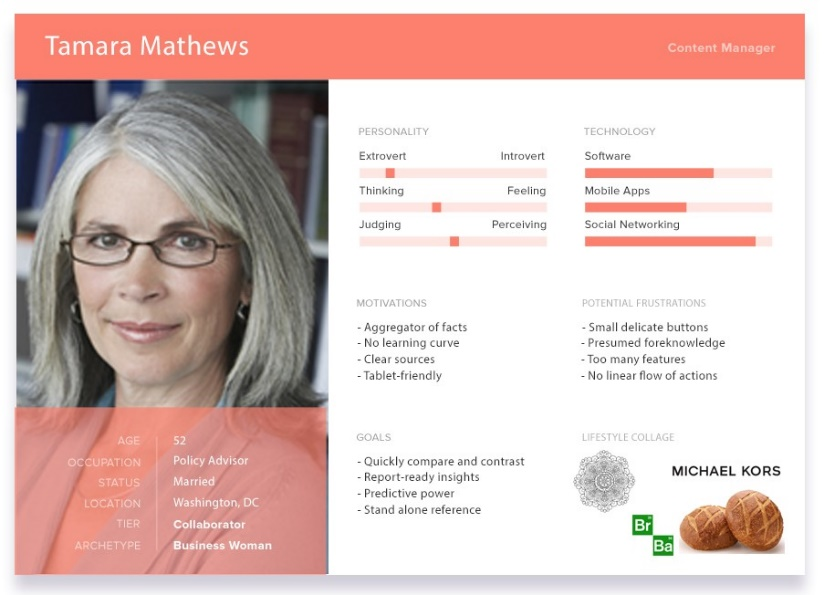 Tamara Mathews
Content Manager
PERSONALITY
Extrovert Introvert
Thinking Feeling
Judging Perceiving
TECHNOLOGY
Software
Mobile Apps
Social Networking
MOTIVATIONS
- Aggregator of facts
- No learning curve
- Clear sources
- Tablet-friendly
POTENTIAL FRUSTRATIONS
- Small delicate buttons
- Presumed foreknowledge
- Too many features
- No linear flow of actions
AGE 52
OCCUPATION Policy Advisor
STATUS Married
LOCATION Washington, DC
TIER Collaborator
ARCHETYPE Business Woman
GOALS
- Quickly compare and contrast
- Report-ready insights
- Predictive power
- Stand alone reference
LIFESTYLE COLLAGE
MICHAEL KORS
Br
Ba